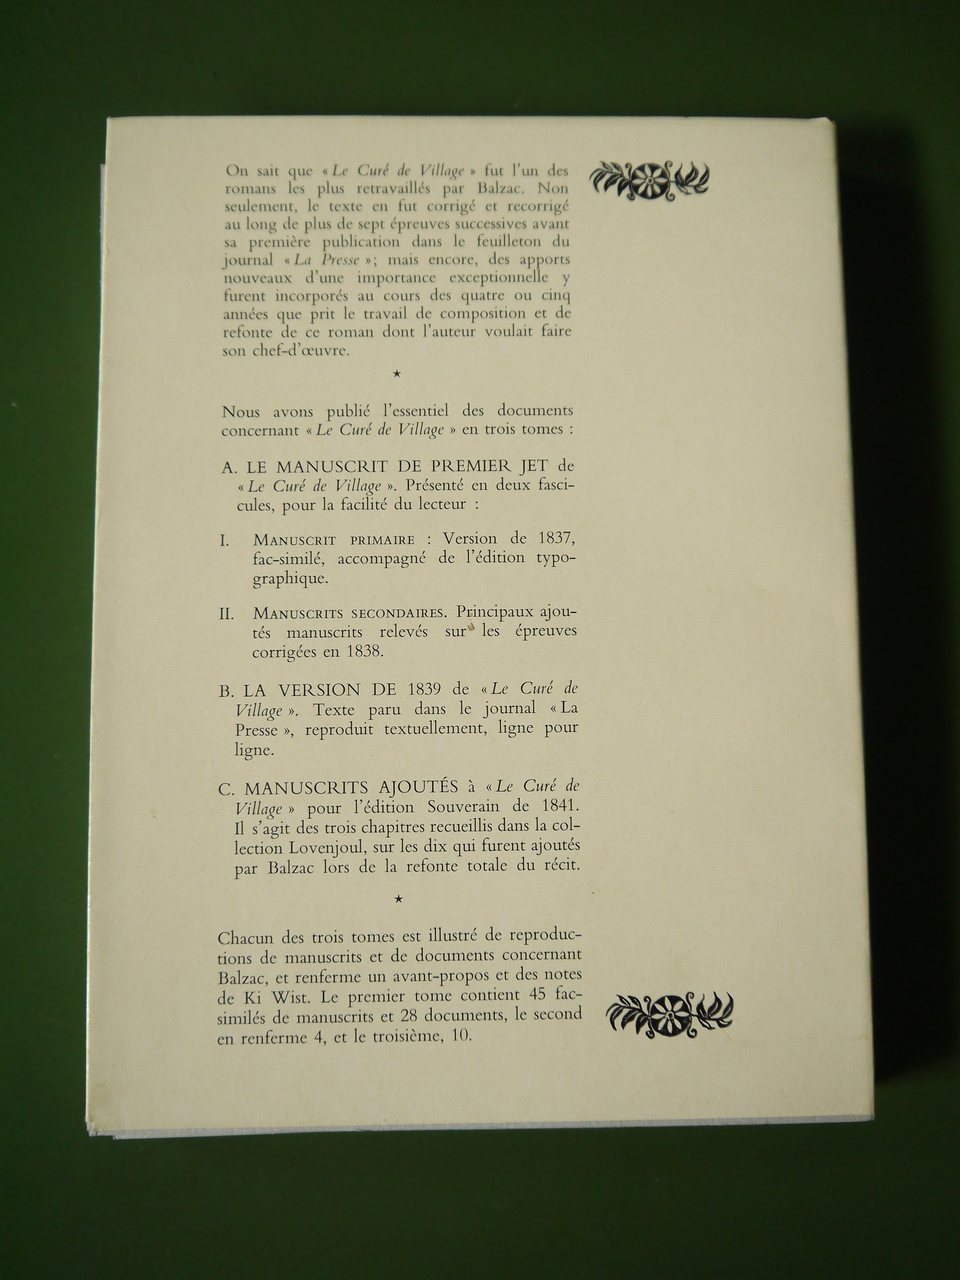 On sait que « Le Curé de Village » fut l'un des
romans les plus retravaillés par Balzac. Non
seulement, le texte en fut corrigé et recorrigé
au long de plus de sept épreuves successives avant
sa première publication dans le feuilleton du
journal « La Presse »; mais encore, des apports
nouveaux d'une importance exceptionnelle y
furent incorporés au cours des quatre ou cinq
années que prit le travail de composition et de
refonte de ce roman dont l'auteur voulait faire
son chef-d'œuvre.
★
Nous avons publié l'essentiel des documents
concernant « Le Curé de Village » en trois tomes :
A. LE MANUSCRIT DE PREMIER JET de
« Le Curé de Village ». Présenté en deux fasci-
cules, pour la facilité du lecteur :
I. MANUSCRIT PRIMAIRE : Version de 1837,
fac-similé, accompagné de l'édition typo-
graphique.
II. MANUSCRITS SECONDAIRES. Principaux ajou-
tés manuscrits relevés sur les épreuves
corrigées en 1838.
B. LA VERSION DE 1839 de « Le Curé de
Village ». Texte paru dans le journal « La
Presse », reproduit textuellement, ligne pour
ligne.
C. MANUSCRITS AJOUTÉS à « Le Curé de
Village » pour l'édition Souverain de 1841.
Il s'agit des trois chapitres recueillis dans la col-
lection Lovenjoul, sur les dix qui furent ajoutés
par Balzac lors de la refonte totale du récit.
★
Chacun des trois tomes est illustré de reproduc-
tions de manuscrits et de documents concernant
Balzac, et renferme un avant-propos et des notes
de Ki Wist. Le premier tome contient 45 fac-
similés de manuscrits et 28 documents, le second
en renferme 4, et le troisième, 10.